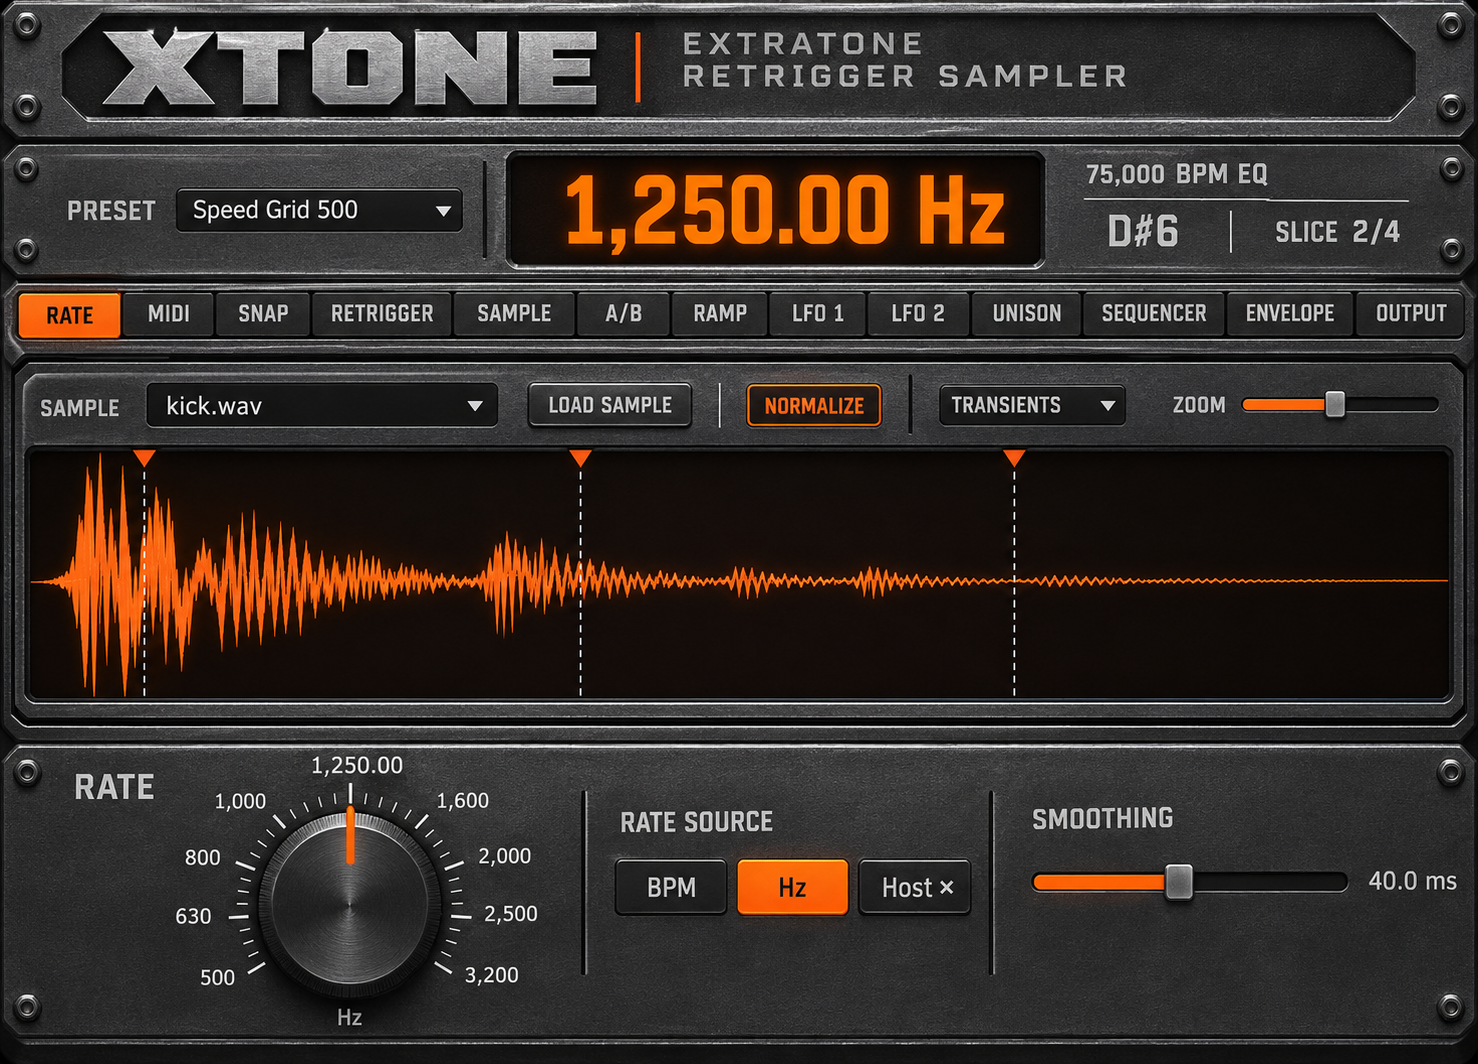 XTONE
EXTRATONE
RETRIGGER SAMPLER
PRESET
Speed Grid 500
1,250.00 Hz
75,000 BPM EQ
D#6
SLICE 2/4
RATE
MIDI
SNAP
RETRIGGER
SAMPLE
A/B
RAMP
LFO 1
LFO 2
UNISON
SEQUENCER
ENVELOPE
OUTPUT
SAMPLE
kick.wav
LOAD SAMPLE
NORMALIZE
TRANSIENTS
ZOOM
RATE
1,250.00
1,000
1,600
800
2,000
630
2,500
500
3,200
Hz
RATE SOURCE
BPM
Hz
Host ×
SMOOTHING
40.0 ms